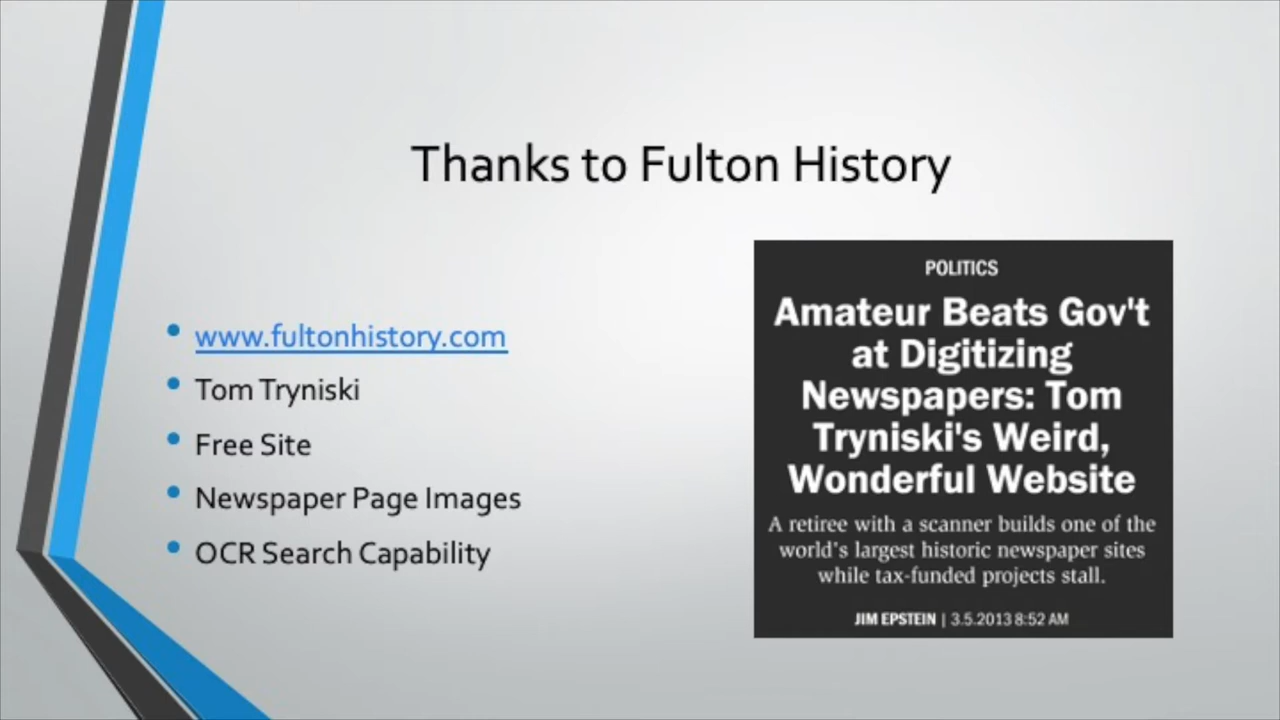 Thanks to Fulton History
www.fultonhistory.com
Tom Tryniski
Free Site
Newspaper Page Images
OCR Search Capability
POLITICS
Amateur Beats Gov't
at Digitizing
Newspapers: Tom
Tryniski's Weird,
Wonderful Website
A retiree with a scanner builds one of the
world's largest historic newspaper sites
while tax-funded projects stall.
JIM EPSTEIN | 3.5.2013 8:52 AM